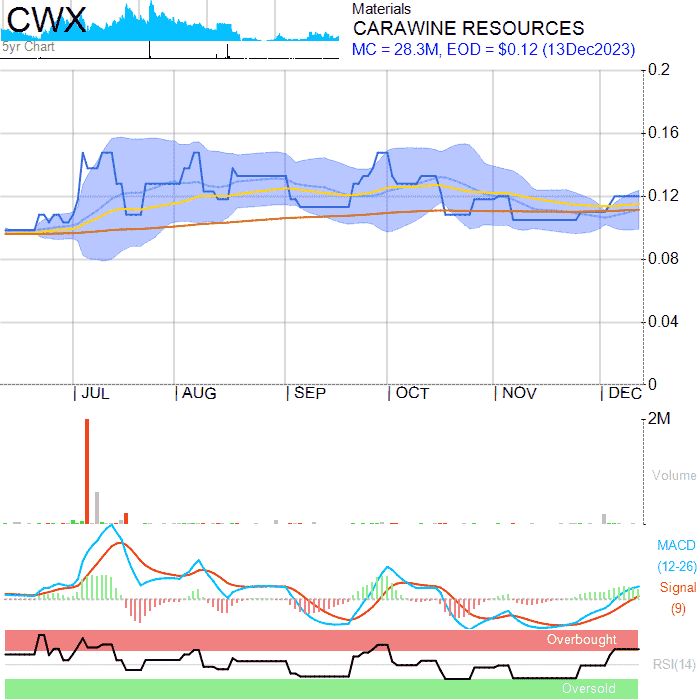 CWX
5yr Chart
Materials
CARAWINE RESOURCES
MC = 28.3M, EOD = $0.12 (13Dec2023)
0.2
0.16
0.12
0.08
0.04
0
JUL AUG SEP OCT NOV DEC
2M
Volume
MACD
(12-26)
Signal
(9)
Overbought
RSI(14)
Oversold